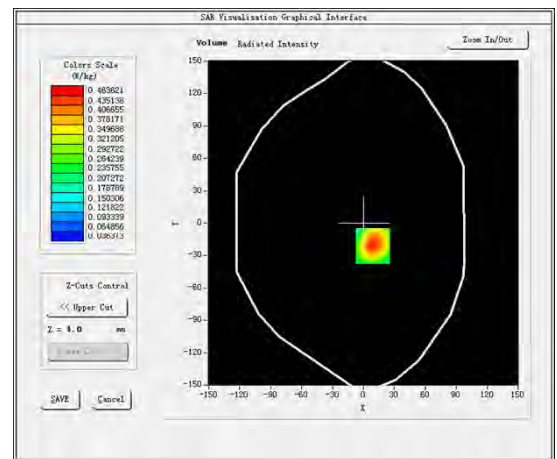 SAR Visualisation Graphical Interface
Volume Radiated Intensity
Zoom In/Out
Colors Scale
(W/kg)
0.463621
0.435138
0.406655
0.378171
0.349688
0.321205
0.292722
0.264239
0.235755
0.207272
0.178789
0.150306
0.121822
0.093339
0.064856
0.036373
Z-Cuts Control
<< Upper Cut
Z = 4.0 mm
SAVE
Cancel
150
90
60
30
0
-30
-60
-90
-120
-150
Y
-150 -120 -90 -60 -30 0 30 60 90 120 150
X